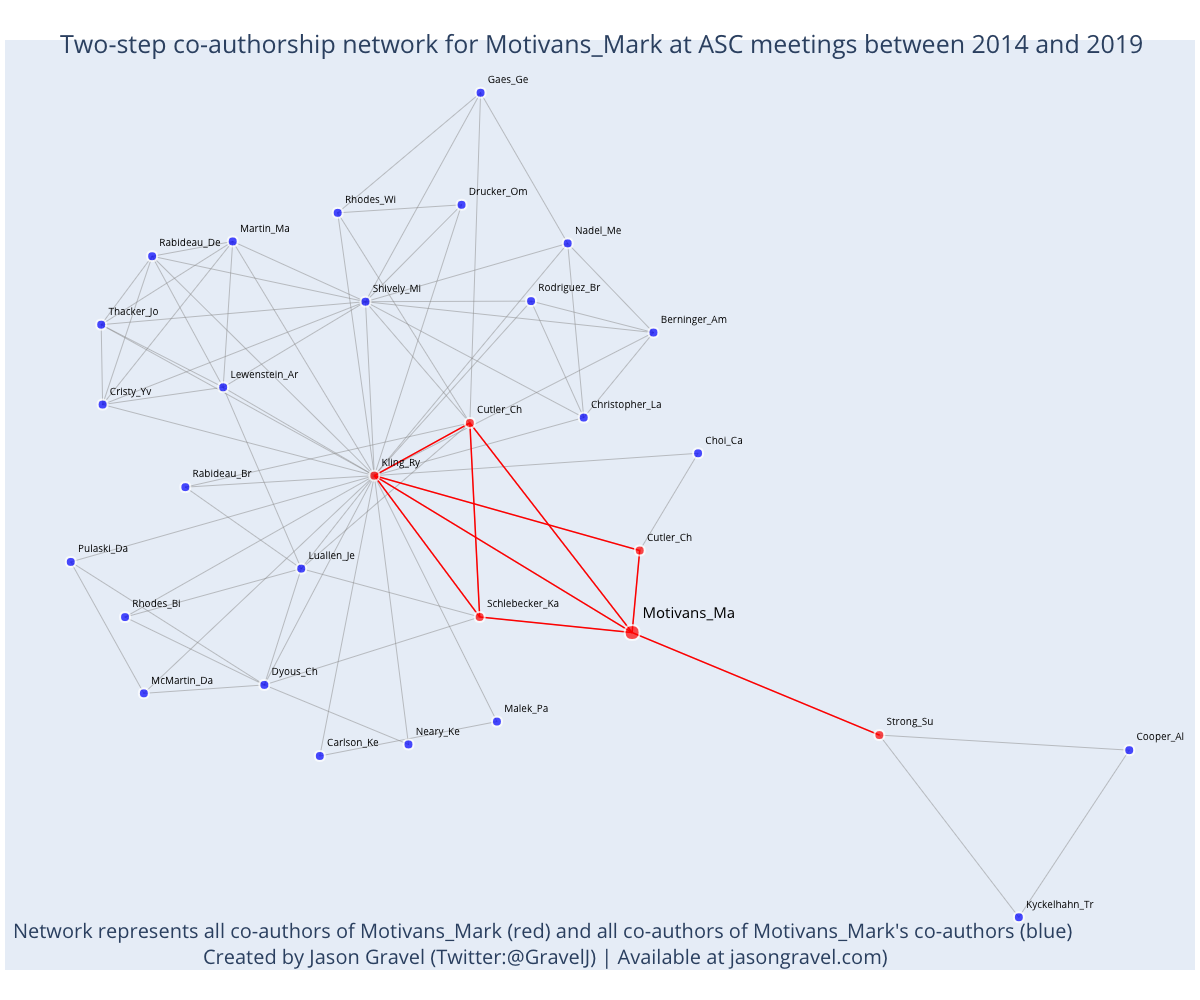 Two-step co-authorship network for Motivans_Mark at ASC meetings between 2014 and 2019
Gaes_Ge
Rhodes_Wi
Drucker_Om
Martin_Ma
Nadel_Me
Rabideau_De
Shively_Mi
Rodriguez_Br
Thacker_Jo
Berninger_Am
Lewenstein_Ar
Cristy_Yv
Christopher_La
Cutler_Ch
Choi_Ca
Kling_Ry
Rabideau_Br
Cutler_Ch
Pulaski_Da
Luallen_Je
Rhodes_Bi
Schlebecker_Ka
Motivans_Ma
McMartin_Da
Dyous_Ch
Malek_Pa
Strong_Su
Carlson_Ke
Neary_Ke
Cooper_Al
Kyckelhahn_Tr
Network represents all co-authors of Motivans_Mark (red) and all co-authors of Motivans_Mark's co-authors (blue)
Created by Jason Gravel (Twitter:@GravelJ) | Available at jasongravel.com)